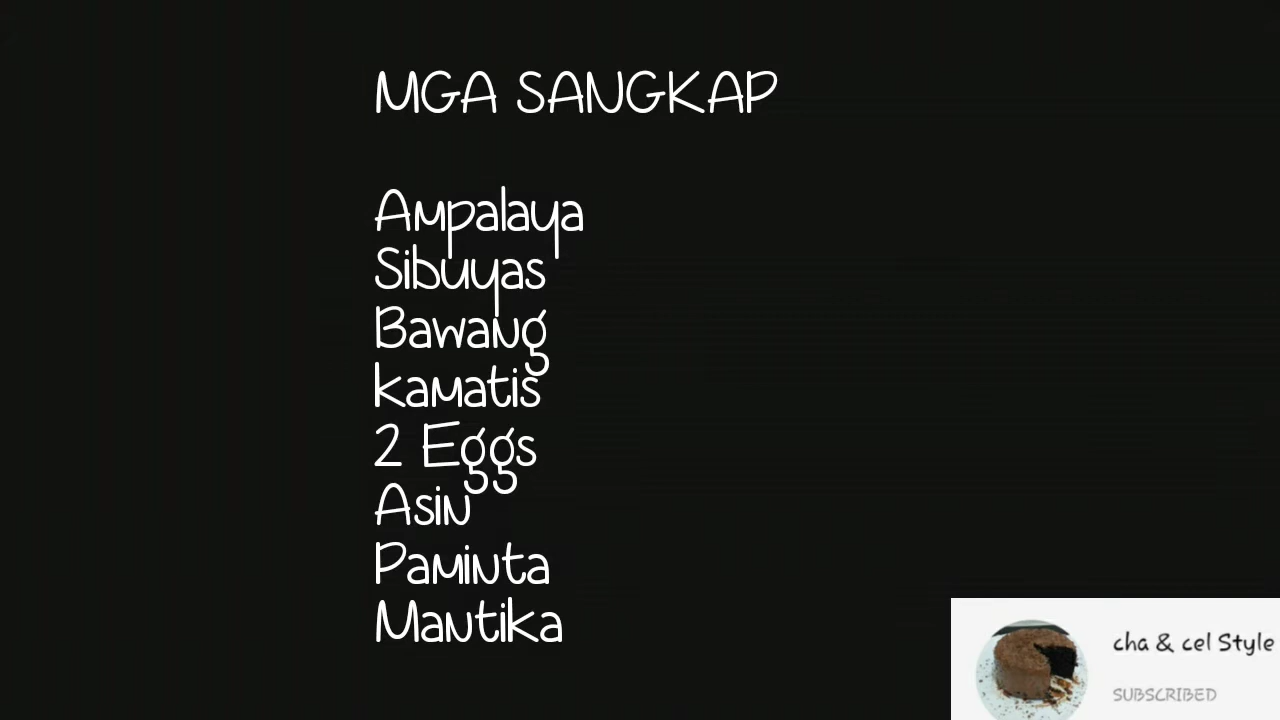 MGA SANGKAP
Ampalaya
Sibuyas
Bawang
kamatis
2 Eggs
Asin
Paminta
Mantika
cha & cel Style
SUBSCRIBED